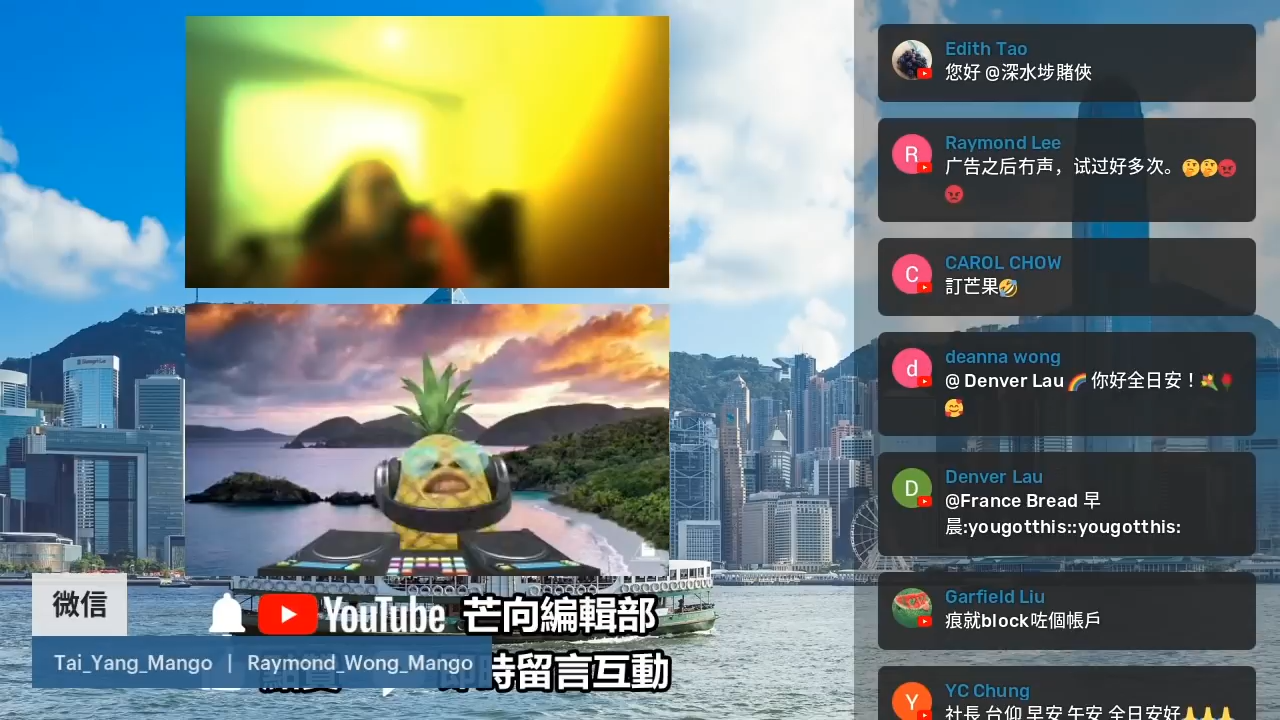 Edith Tao
您好 @深水埗賭俠
Raymond Lee
广告之后冇声，试过好多次。🤔🤔😡
😡
CAROL CHOW
訂芒果🤣
deanna wong
@ Denver Lau 🌈 你好全日安！💐🌹
🥰
Denver Lau
@France Bread 早
晨:yougotthis::yougotthis:
Garfield Liu
痕就block咗個帳戶
YC Chung
社長 台仰 早安 午安 全日安好🙏🙏🙏
YouTube 芒向編輯部
微信
Tai_Yang_Mango | Raymond_Wong_Mango
時留言互動